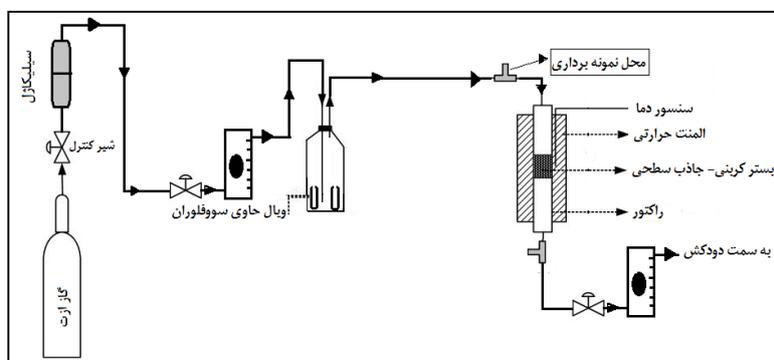 سیلیکاژل
شیر کنترل
گاز ازت
ویال حاوی سووفلوران
محل نمونه برداری
سنسور دما
المنت حرارتی
بستر کربنی- جاذب سطحی
راکتور
به سمت دودکش